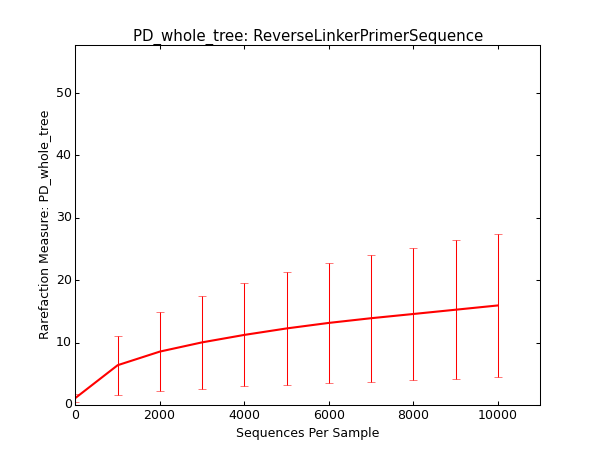 PD_whole_tree: ReverseLinkerPrimerSequence
Rarefaction Measure: PD_whole_tree
50
40
30
20
10
0
0 2000 4000 6000 8000 10000
Sequences Per Sample